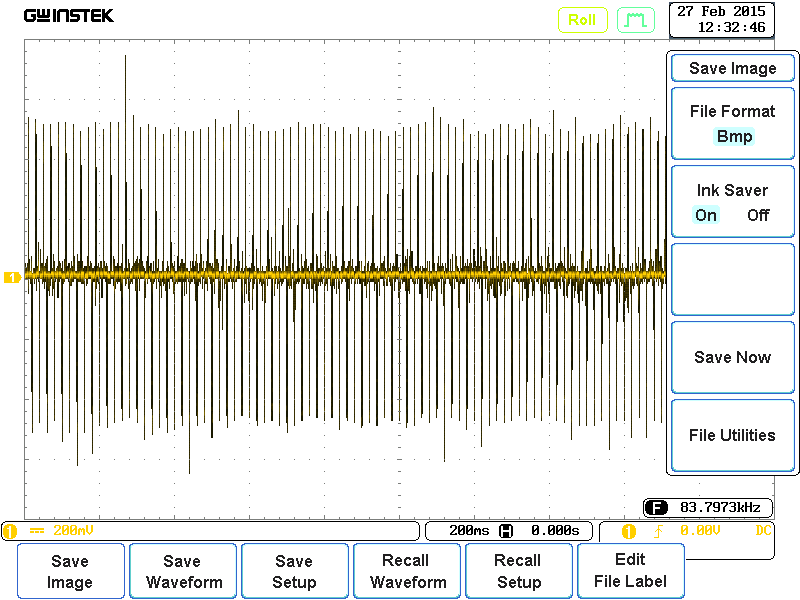 GWINSTEK
Roll
27 Feb 2015
12:32:46
Save Image
File Format
Bmp
Ink Saver
On Off
1
Save Now
File Utilities
F 83.7973kHz
1 200mV
200ms H 0.000s
1 0.00V DC
Save Image
Save Waveform
Save Setup
Recall Waveform
Recall Setup
Edit File Label